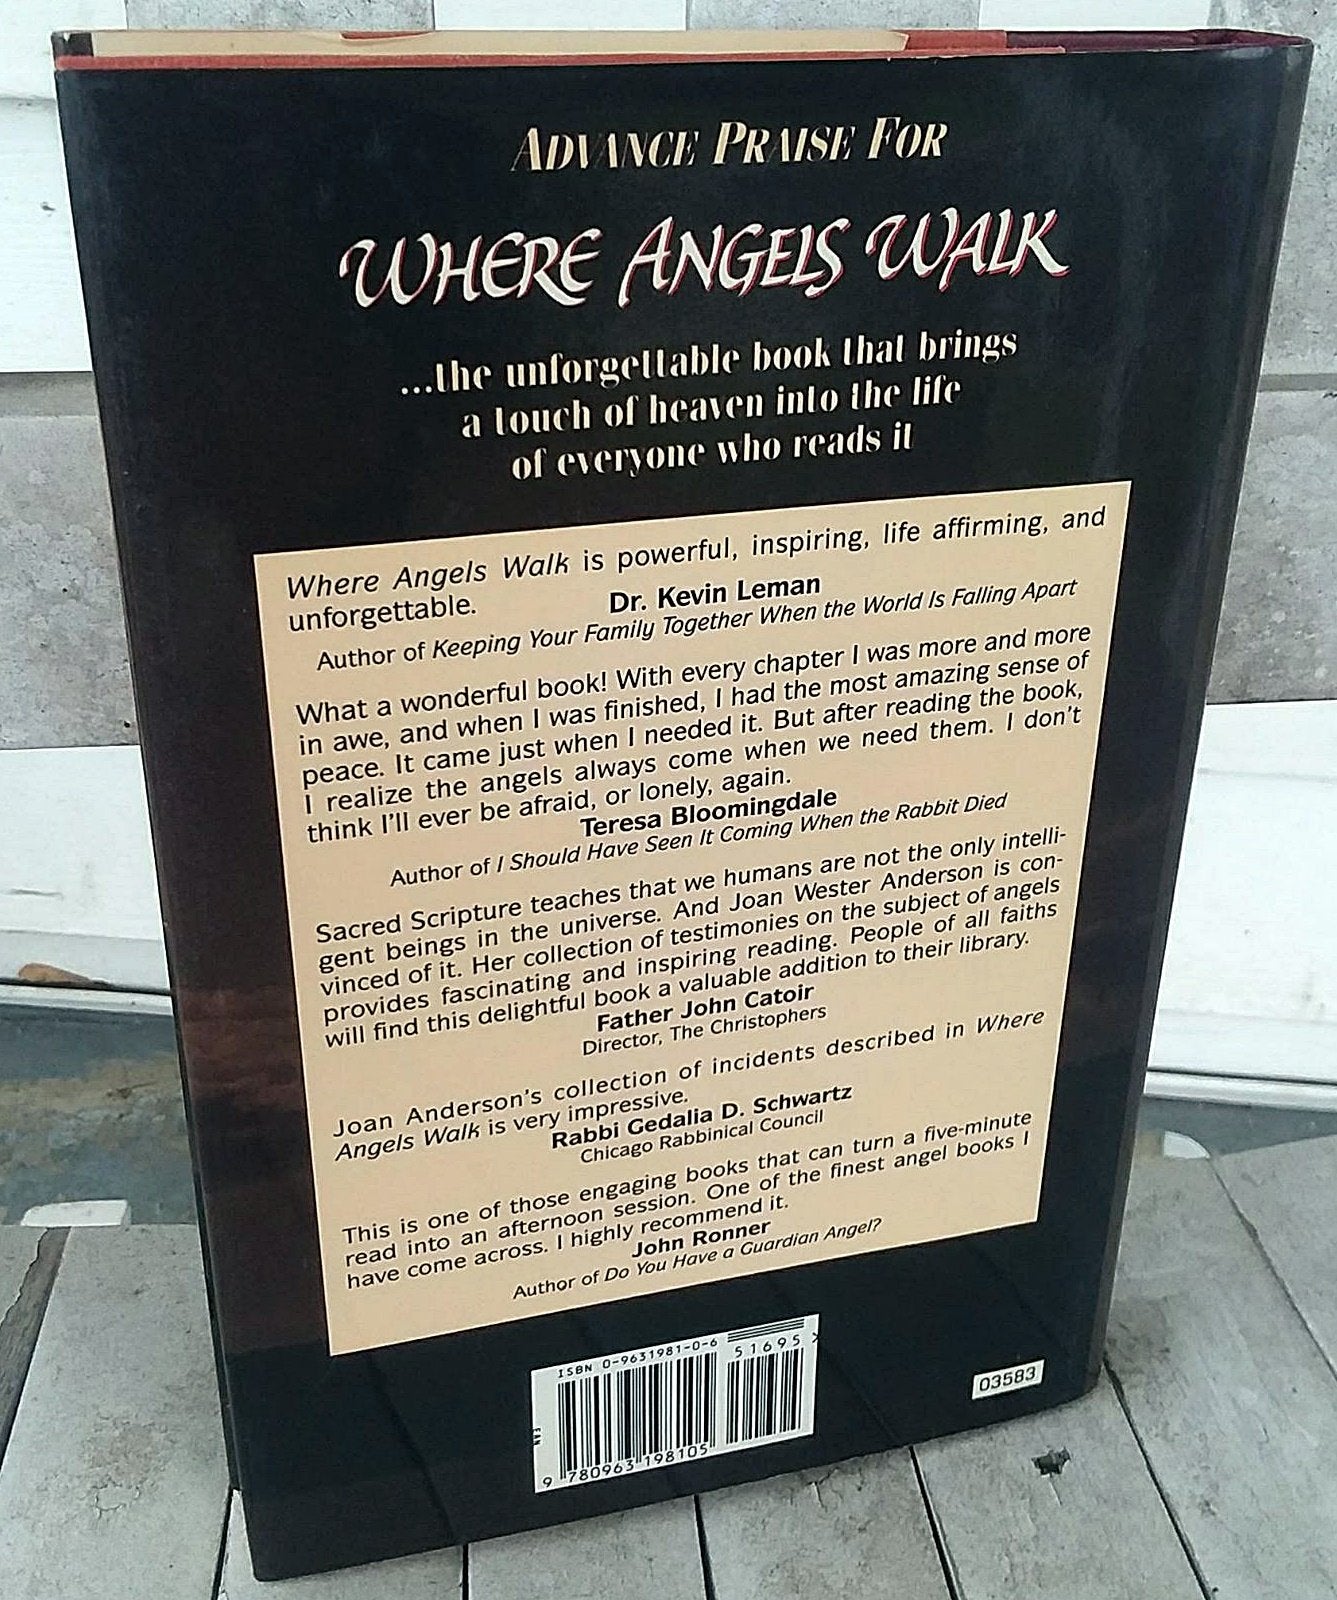 ADVANCE PRAISE FOR
WHERE ANGELS WALK
...the unforgettable book that brings
a touch of heaven into the life
of everyone who reads it
Where Angels Walk is powerful, inspiring, life affirming, and
unforgettable.
Dr. Kevin Leman
Author of Keeping Your Family Together When the World Is Falling Apart
What a wonderful book! With every chapter I was more and more
in awe, and when I was finished, I had the most amazing sense of
peace. It came just when I needed it. But after reading the book,
I realize the angels always come when we need them. I don't
think I'll ever be afraid, or lonely, again.
Teresa Bloomingdale
Author of I Should Have Seen It Coming When the Rabbit Died
Sacred Scripture teaches that we humans are not the only intelli-
gent beings in the universe. And Joan Wester Anderson is con-
vinced of it. Her collection of testimonies on the subject of angels
provides fascinating and inspiring reading. People of all faiths
will find this delightful book a valuable addition to their library.
Father John Catoir
Director, The Christophers
Joan Anderson's collection of incidents described in Where
Angels Walk is very impressive.
Rabbi Gedalia D. Schwartz
Chicago Rabbinical Council
This is one of those engaging books that can turn a five-minute
read into an afternoon session. One of the finest angel books I
have come across. I highly recommend it.
John Ronner
Author of Do You Have a Guardian Angel?
ISBN 0-9631981-0-6
51695>
EAN
9 780963 198105
03583